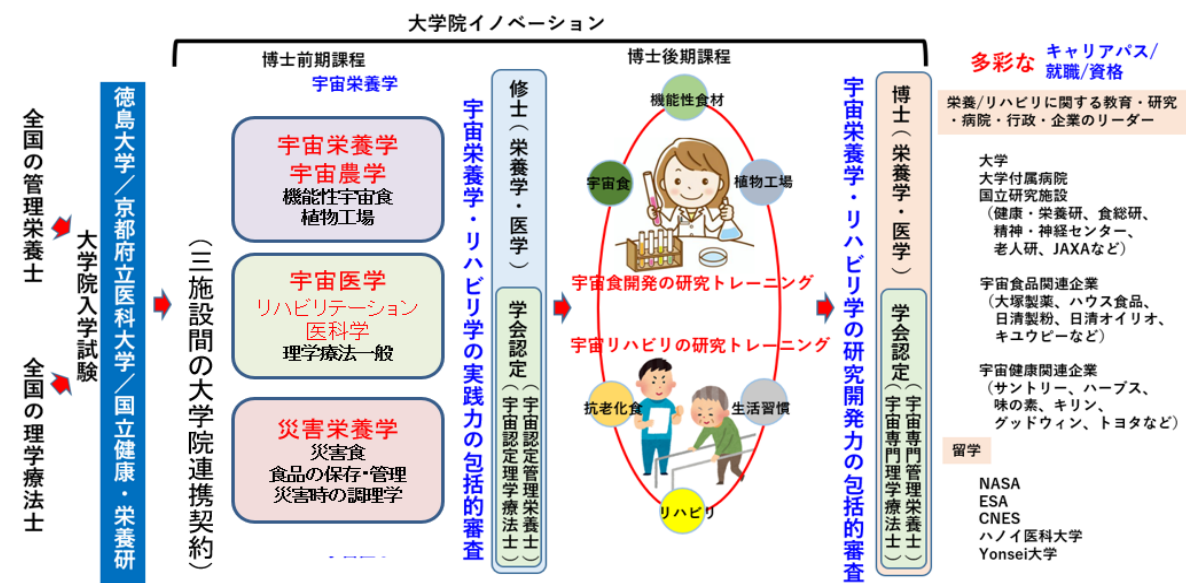 大学院イノベーション
博士前期課程
宇宙栄養学
博士後期課程
多彩な
キャリアパス/
就職/資格
全国の管理栄養士
全国の理学療法士
大学院入学試験
徳島大学／京都府立医科大学／国立健康・栄養研
（三施設間の大学院連携契約）
宇宙栄養学
宇宙農学
機能性宇宙食
植物工場
宇宙医学
リハビリテーション
医科学
理学療法一般
災害栄養学
災害食
食品の保存・管理
災害時の調理学
宇宙栄養学・リハビリ学の実践力の包括的審査
修士（栄養学・医学）
学会認定
（宇宙認定管理栄養士）
（宇宙認定理学療法士）
機能性食材
宇宙食
植物工場
宇宙食開発の研究トレーニング
宇宙リハビリの研究トレーニング
抗老化食
生活習慣
リハビリ
宇宙栄養学・リハビリ学の研究開発力の包括的審査
博士（栄養学・医学）
学会認定
（宇宙専門管理栄養士）
（宇宙専門理学療法士）
栄養/リハビリに関する教育・研究
・病院・行政・企業のリーダー
大学
大学付属病院
国立研究施設
（健康・栄養研、食総研、
精神・神経センター、
老人研、JAXAなど）
宇宙食品関連企業
（大塚製薬、ハウス食品、
日清製粉、日清オイリオ、
キユウピーなど）
宇宙健康関連企業
（サントリー、ハーブス、
味の素、キリン、
グッドウィン、トヨタなど）
留学
NASA
ESA
CNES
ハノイ医科大学
Yonsei大学